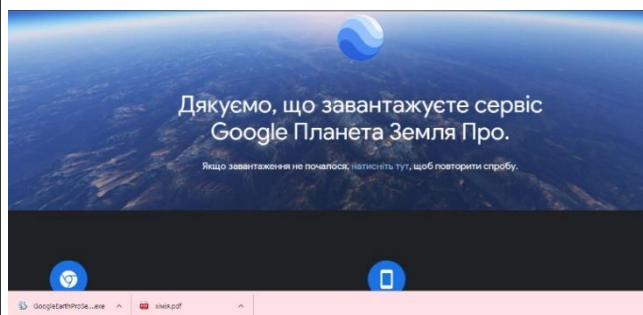 Дякуємо, що завантажуєте сервіс
Google Планета Земля Про.
Якщо завантаження не почалося, натисніть тут, щоб повторити спробу.
GoogleEarthProSe...exe
хімія.pdf